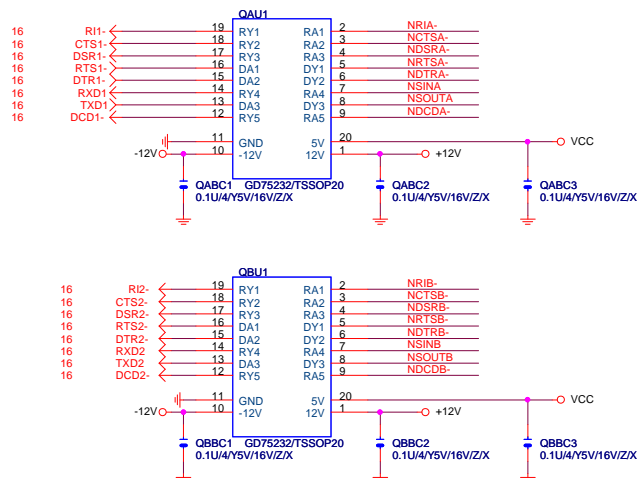 QAU1
16 RI1- 19 RY1 RA1 2 NRIA-
16 CTS1- 18 RY2 RA2 3 NCTSA-
16 DSR1- 17 RY3 RA3 4 NDSRA-
16 RTS1- 16 DA1 DY1 5 NRTSA-
16 DTR1- 15 DA2 DY2 6 NDTRA-
16 RXD1 14 RY4 RA4 7 NSINA
16 TXD1 13 DA3 DY3 8 NSOUTA
16 DCD1- 12 RY5 RA5 9 NDCDA-
11 GND 5V 20 VCC
-12V 10 -12V 12V 1 +12V
QABC1 GD75232/TSSOP20 QABC2 QABC3
0.1U/4/Y5V/16V/Z/X 0.1U/4/Y5V/16V/Z/X 0.1U/4/Y5V/16V/Z/X
QBU1
16 RI2- 19 RY1 RA1 2 NRIB-
16 CTS2- 18 RY2 RA2 3 NCTSB-
16 DSR2- 17 RY3 RA3 4 NDSRB-
16 RTS2- 16 DA1 DY1 5 NRTSB-
16 DTR2- 15 DA2 DY2 6 NDTRB-
16 RXD2 14 RY4 RA4 7 NSINB
16 TXD2 13 DA3 DY3 8 NSOUTB
16 DCD2- 12 RY5 RA5 9 NDCDB-
11 GND 5V 20 VCC
-12V 10 -12V 12V 1 +12V
QBBC1 GD75232/TSSOP20 QBBC2 QBBC3
0.1U/4/Y5V/16V/Z/X 0.1U/4/Y5V/16V/Z/X 0.1U/4/Y5V/16V/Z/X